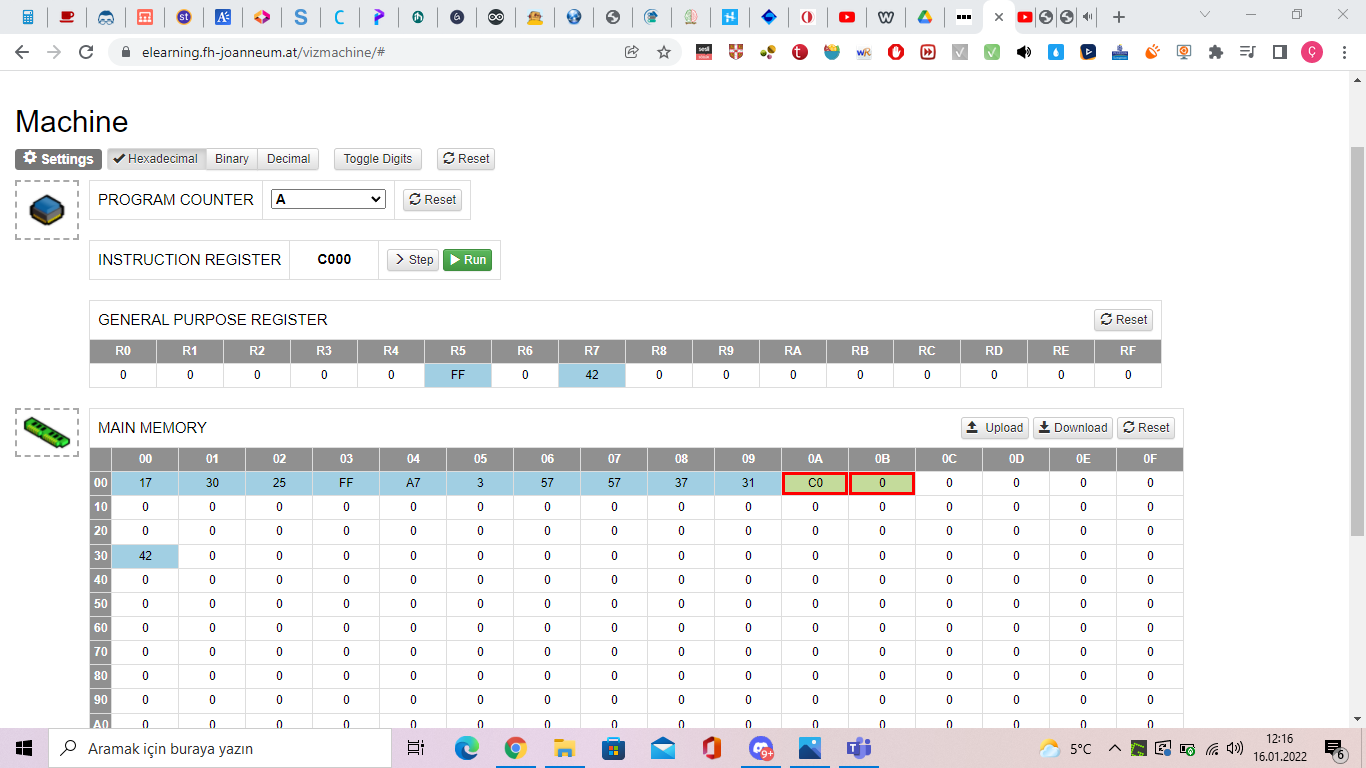 elearning.fh-joanneum.at/vizmachine/#
Machine
Settings Hexadecimal Binary Decimal Toggle Digits Reset
PROGRAM COUNTER A Reset
INSTRUCTION REGISTER C000 Step Run
GENERAL PURPOSE REGISTER Reset
R0 R1 R2 R3 R4 R5 R6 R7 R8 R9 RA RB RC RD RE RF
0 0 0 0 0 FF 0 42 0 0 0 0 0 0 0 0
MAIN MEMORY Upload Download Reset
00 01 02 03 04 05 06 07 08 09 0A 0B 0C 0D 0E 0F
00 17 30 25 FF A7 3 57 57 37 31 C0 0 0 0 0 0
10 0 0 0 0 0 0 0 0 0 0 0 0 0 0 0 0
20 0 0 0 0 0 0 0 0 0 0 0 0 0 0 0 0
30 42 0 0 0 0 0 0 0 0 0 0 0 0 0 0 0
40 0 0 0 0 0 0 0 0 0 0 0 0 0 0 0 0
50 0 0 0 0 0 0 0 0 0 0 0 0 0 0 0 0
60 0 0 0 0 0 0 0 0 0 0 0 0 0 0 0 0
70 0 0 0 0 0 0 0 0 0 0 0 0 0 0 0 0
80 0 0 0 0 0 0 0 0 0 0 0 0 0 0 0 0
90 0 0 0 0 0 0 0 0 0 0 0 0 0 0 0 0
A0 0 0 0 0 0 0 0 0 0 0 0 0 0 0 0 0
Aramak için buraya yazın
9+
5°C
12:16
16.01.2022
6